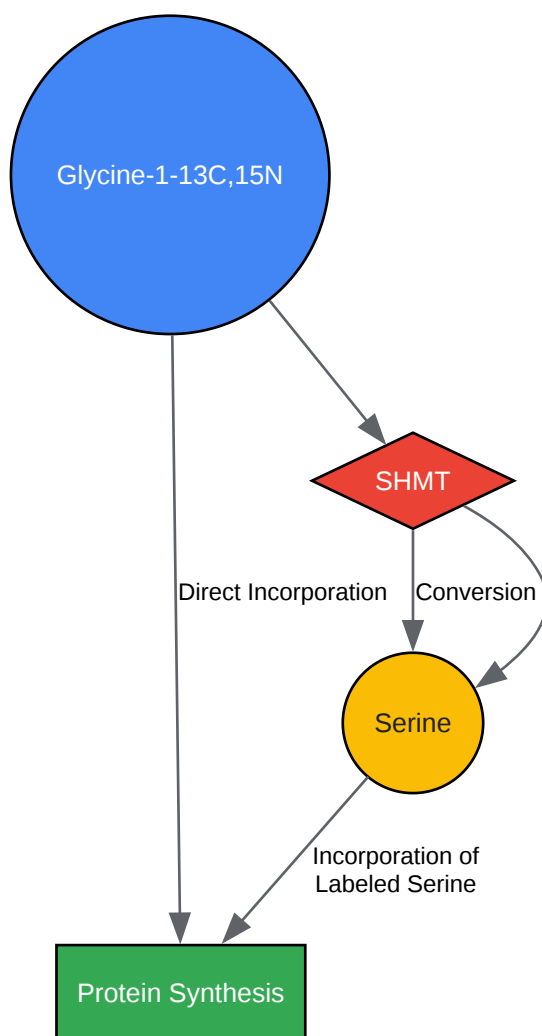 Glycine-1-13C,15N
SHMT
Direct Incorporation
Conversion
Serine
Incorporation of
Labeled Serine
Protein Synthesis